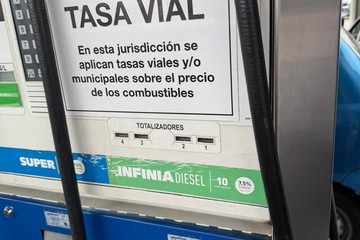 TASA VIAL
En esta jurisdicción se
aplican tasas viales y/o
municipales sobre el precio
de los combustibles
TOTALIZADORES
4 3 2 1
SUPER
INFINIA DIESEL 10 7,5%